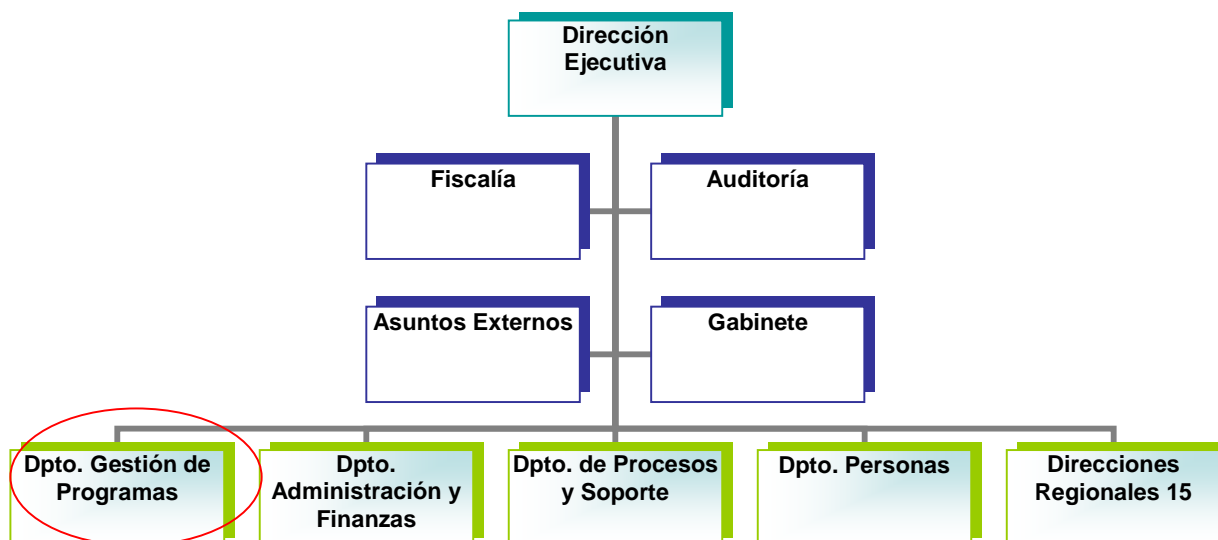 Dirección
Ejecutiva
Fiscalía
Auditoría
Asuntos Externos
Gabinete
Dpto. Gestión de
Programas
Dpto.
Administración y
Finanzas
Dpto. de Procesos
y Soporte
Dpto. Personas
Direcciones
Regionales 15